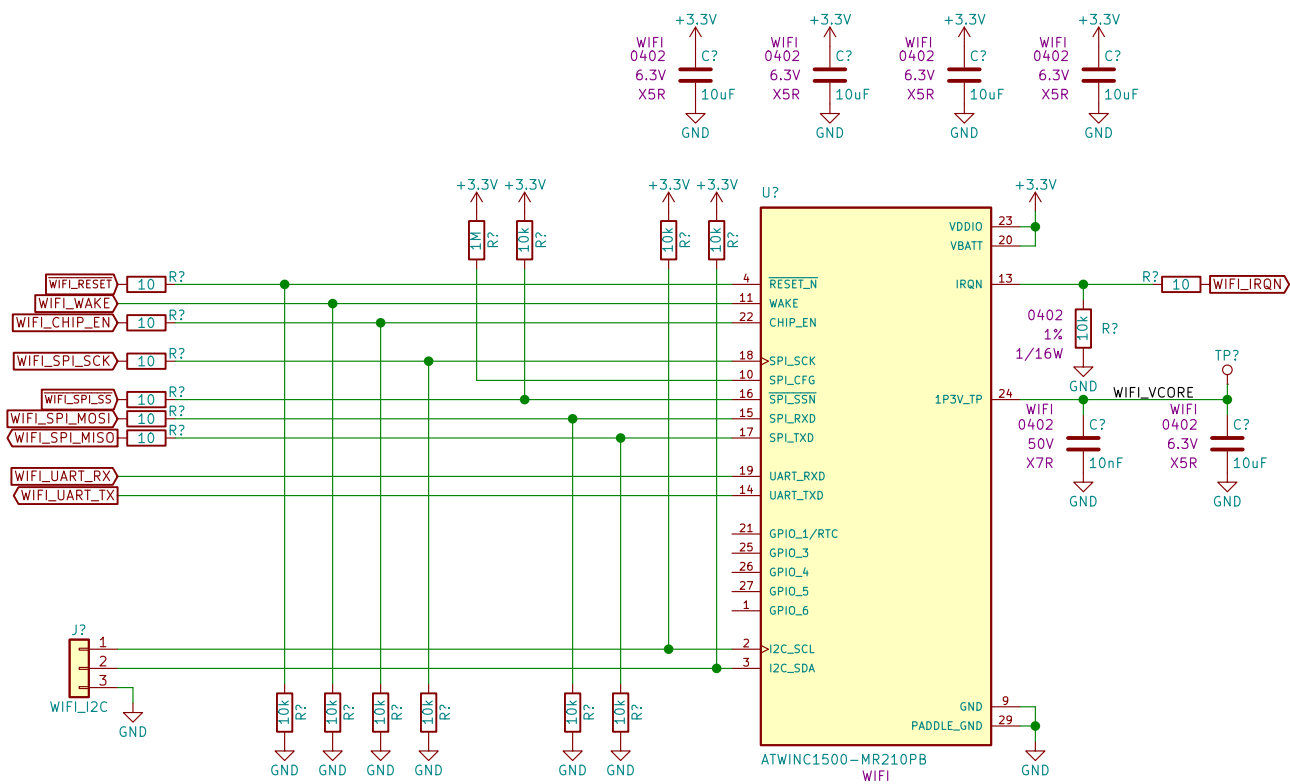 +3.3V +3.3V +3.3V +3.3V
WIFI WIFI WIFI WIFI
0402 C? 0402 C? 0402 C? 0402 C?
6.3V 6.3V 6.3V 6.3V
X5R 10uF X5R 10uF X5R 10uF X5R 10uF
GND GND GND GND
+3.3V +3.3V +3.3V +3.3V U? +3.3V
1M R? 10k R? 10k R? 10k R?
VDDIO 23
VBATT 20
WIFI_RESET 10 R? 4 RESET_N IRQN 13 R? 10 WIFI_IRQN
WIFI_WAKE 11 WAKE
WIFI_CHIP_EN 10 R? 22 CHIP_EN
0402
1% 10k R?
1/16W
GND
WIFI_SPI_SCK 10 R? 18 SPI_SCK TP?
10 SPI_CFG
WIFI_SPI_SS 10 R? 16 SPI_SSN 1P3V_TP 24 WIFI_VCORE
WIFI_SPI_MOSI 10 R? 15 SPI_RXD
WIFI_SPI_MISO 10 R? 17 SPI_TXD
WIFI WIFI
0402 C? 0402 C?
50V 6.3V
X7R 10nF X5R 10uF
GND GND
WIFI_UART_RX 19 UART_RXD
WIFI_UART_TX 14 UART_TXD
21 GPIO_1/RTC
25 GPIO_3
26 GPIO_4
27 GPIO_5
1 GPIO_6
J?
1 2 I2C_SCL
2 3 I2C_SDA
3
WIFI_I2C
GND
10k R? 10k R? 10k R? 10k R? 10k R? 10k R?
GND GND GND GND GND GND
GND 9
PADDLE_GND 29
GND
ATWINC1500-MR210PB
WIFI